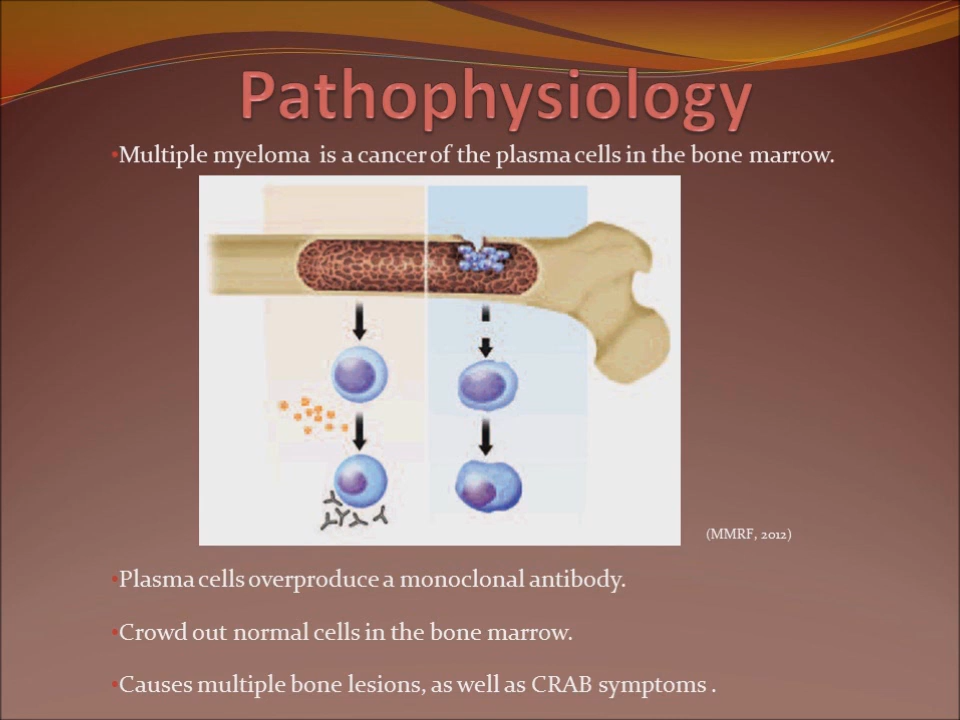 Pathophysiology
•Multiple myeloma is a cancer of the plasma cells in the bone marrow.
(MMRF, 2012)
•Plasma cells overproduce a monoclonal antibody.
•Crowd out normal cells in the bone marrow.
•Causes multiple bone lesions, as well as CRAB symptoms .